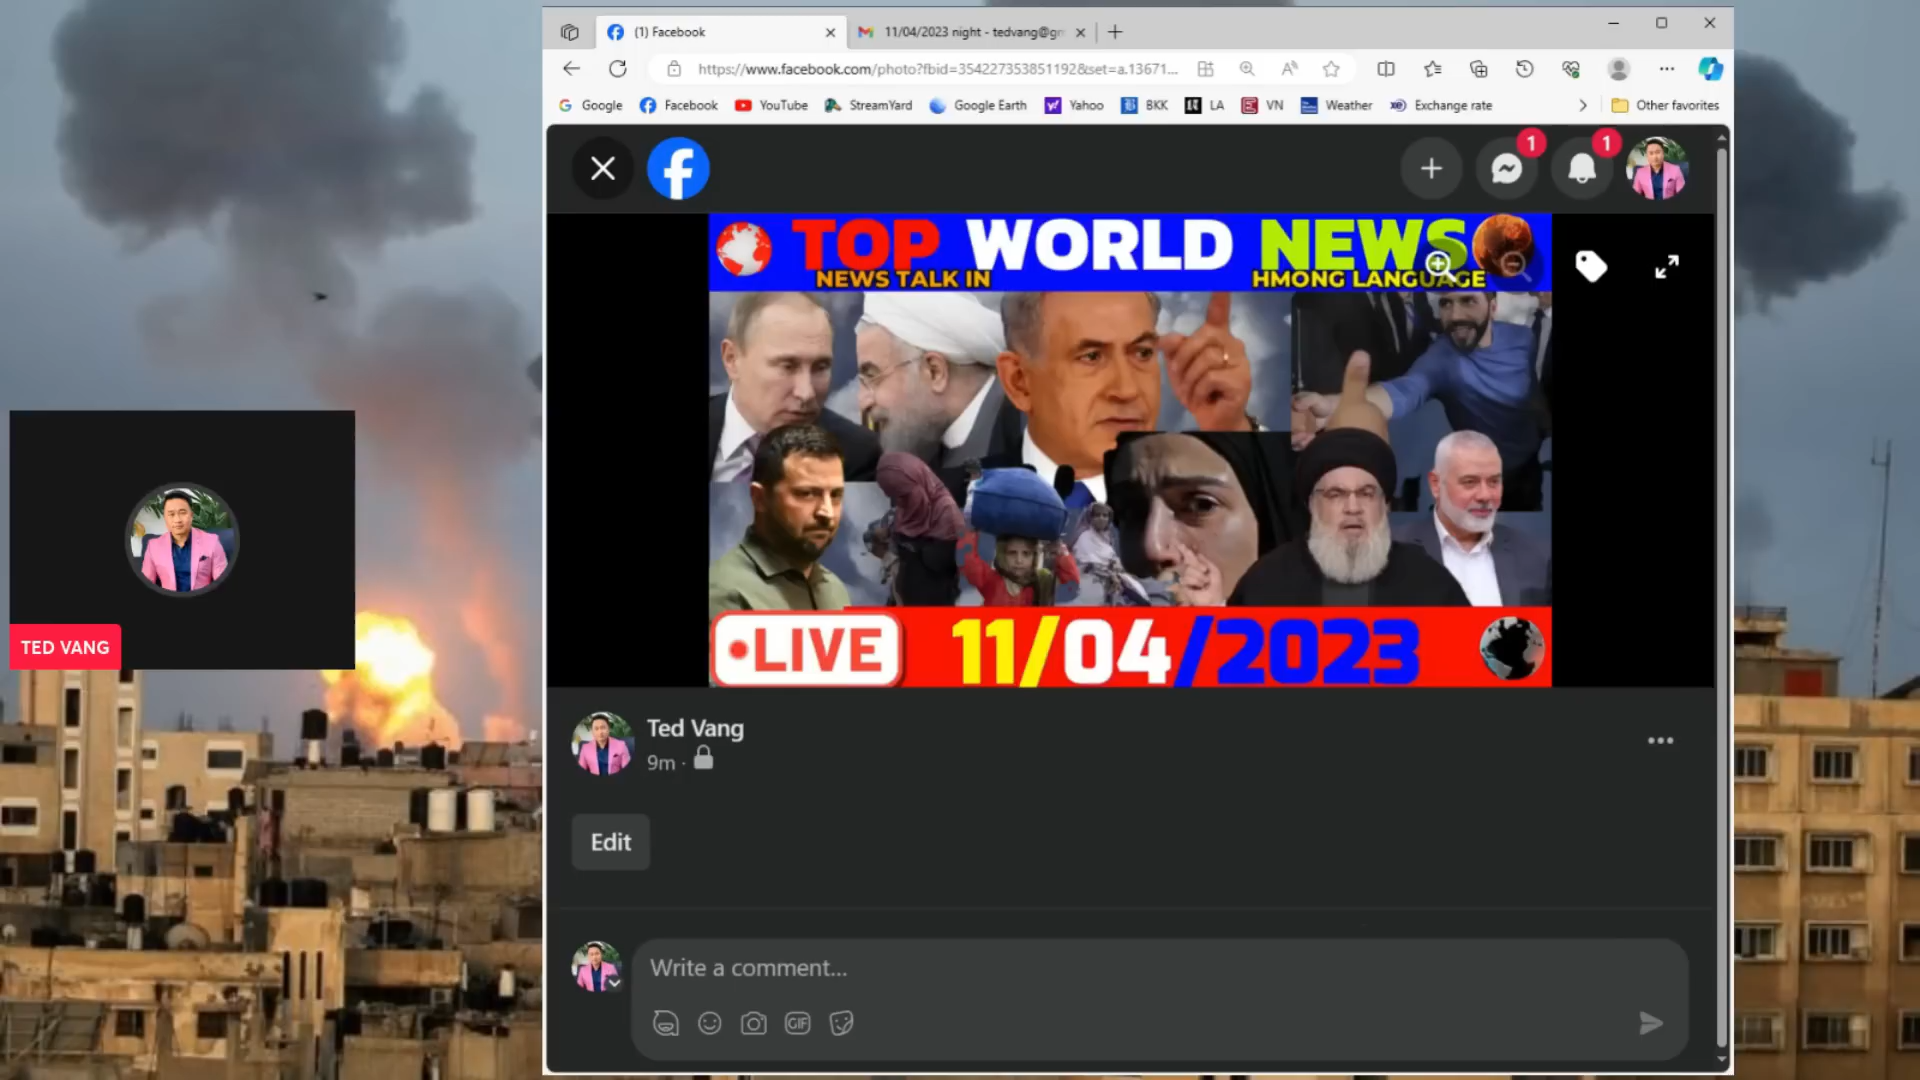 (1) Facebook
11/04/2023 night - tedvang@gm
https://www.facebook.com/photo?fbid=354227353851192&set=a.13671...
Google
Facebook
YouTube
StreamYard
Google Earth
Yahoo
BKK
LA
VN
Weather
Exchange rate
Other favorites
1
1
TOP WORLD NEWS
NEWS TALK IN
HMONG LANGUAGE
LIVE
11/04/2023
TED VANG
Ted Vang
9m ·
Edit
Write a comment...
GIF